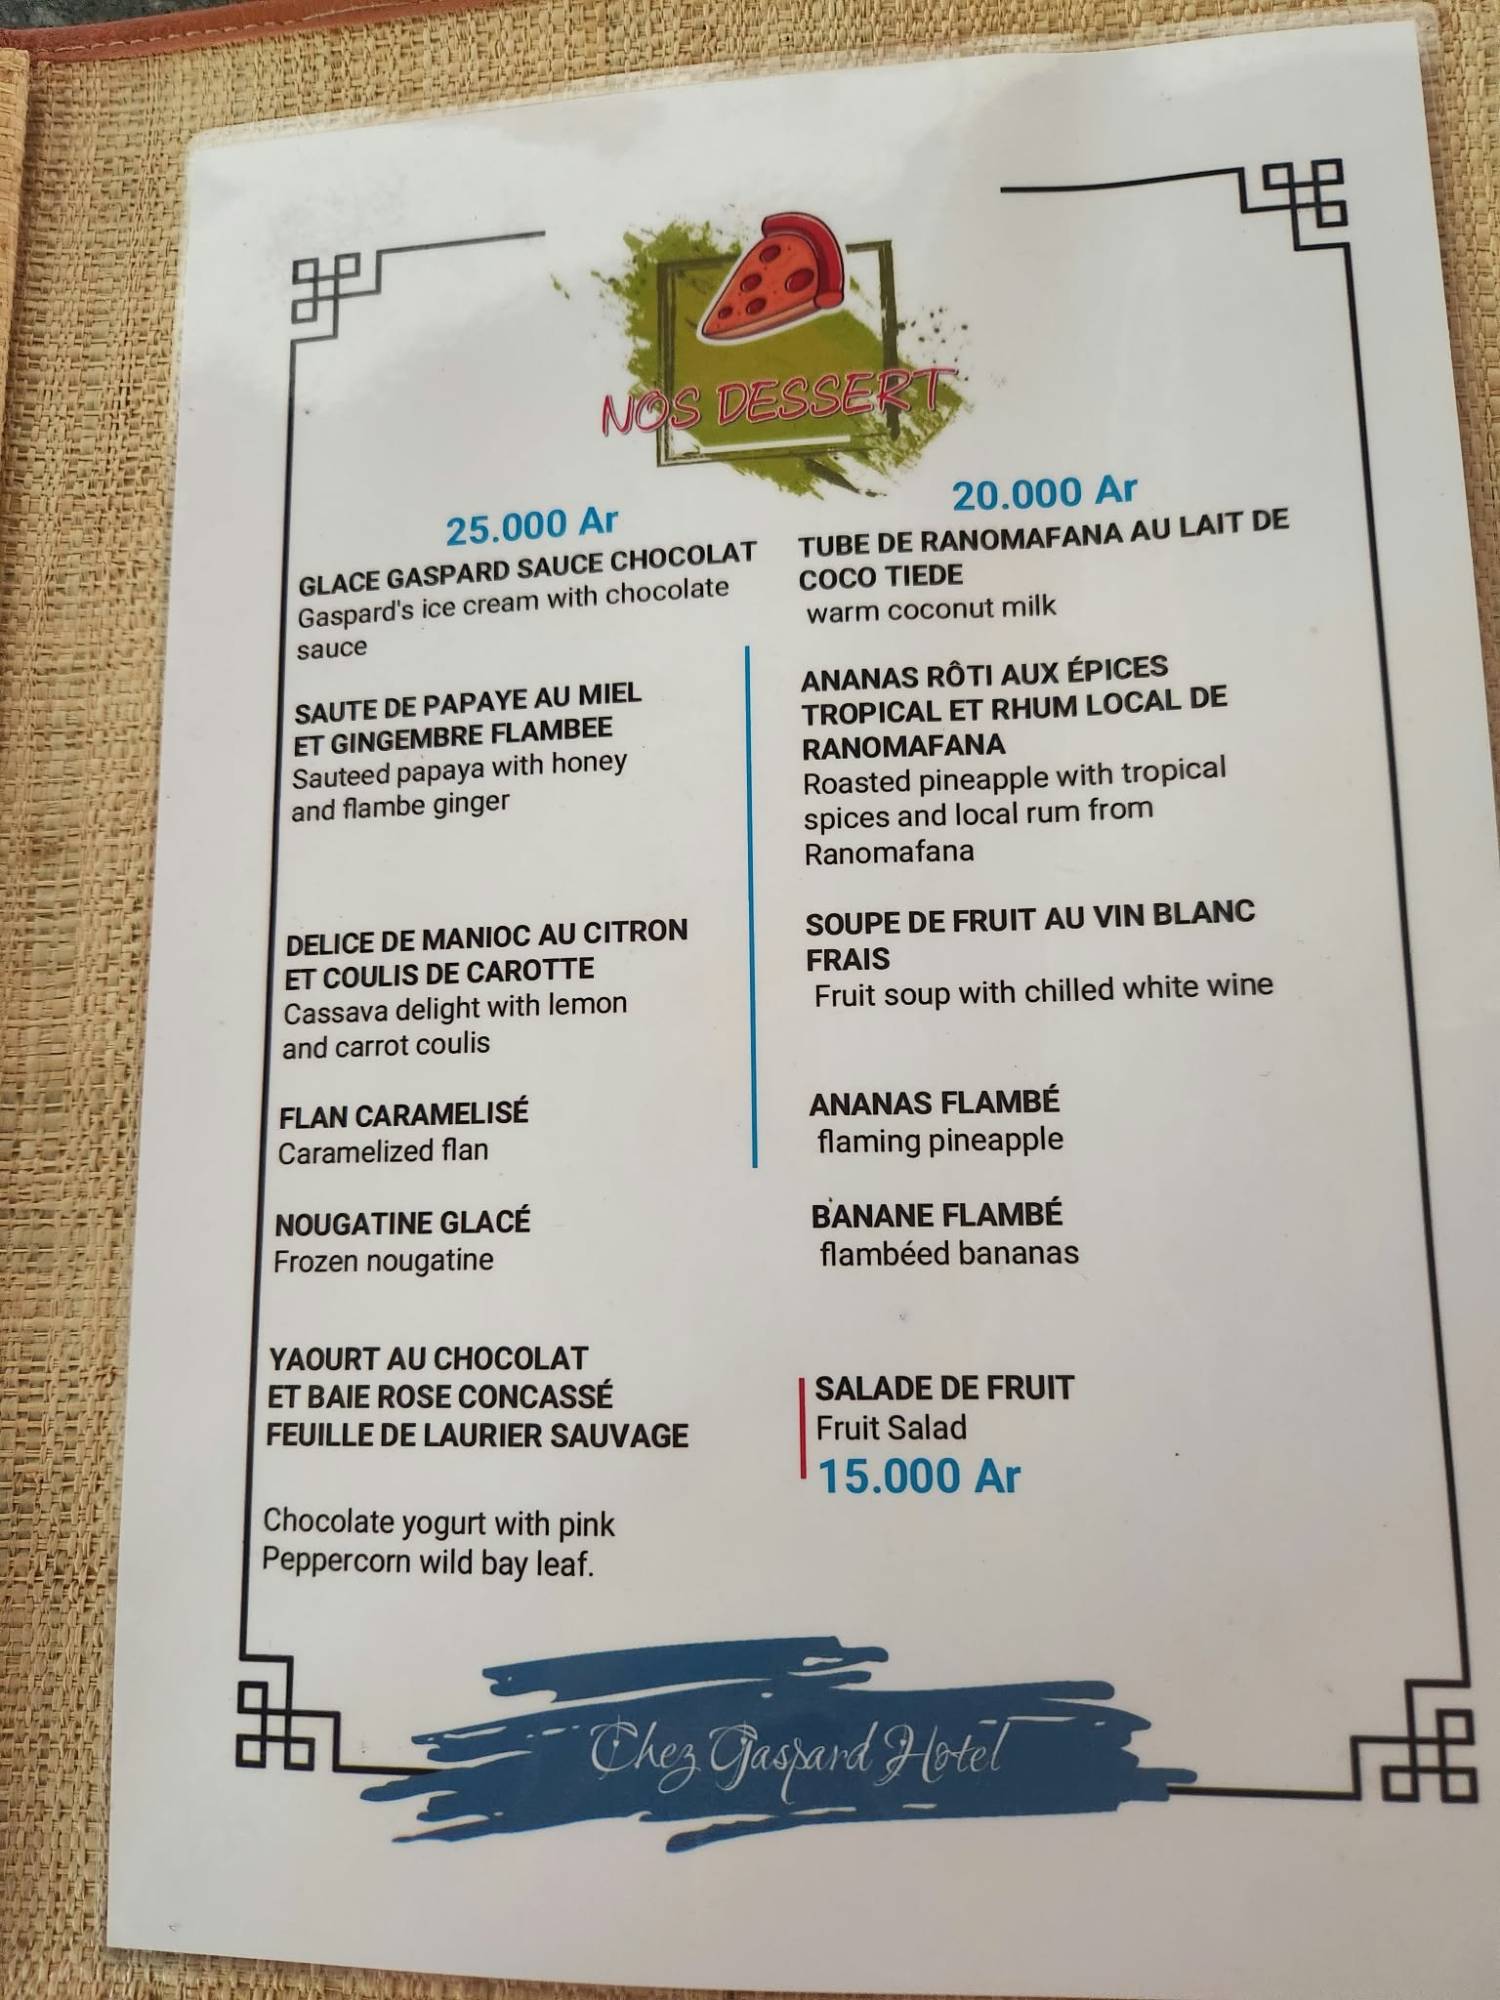 NOS DESSERT
25.000 Ar
GLACE GASPARD SAUCE CHOCOLAT
Gaspard's ice cream with chocolate
sauce
SAUTE DE PAPAYE AU MIEL
ET GINGEMBRE FLAMBEE
Sauteed papaya with honey
and flambe ginger
DELICE DE MANIOC AU CITRON
ET COULIS DE CAROTTE
Cassava delight with lemon
and carrot coulis
FLAN CARAMELISÉ
Caramelized flan
NOUGATINE GLACÉ
Frozen nougatine
YAOURT AU CHOCOLAT
ET BAIE ROSE CONCASSÉ
FEUILLE DE LAURIER SAUVAGE
Chocolate yogurt with pink
Peppercorn wild bay leaf.
20.000 Ar
TUBE DE RANOMAFANA AU LAIT DE
COCO TIEDE
warm coconut milk
ANANAS RÔTI AUX ÉPICES
TROPICAL ET RHUM LOCAL DE
RANOMAFANA
Roasted pineapple with tropical
spices and local rum from
Ranomafana
SOUPE DE FRUIT AU VIN BLANC
FRAIS
Fruit soup with chilled white wine
ANANAS FLAMBÉ
flaming pineapple
BANANE FLAMBÉ
flambéed bananas
SALADE DE FRUIT
Fruit Salad
15.000 Ar
Chez Gaspard Hotel